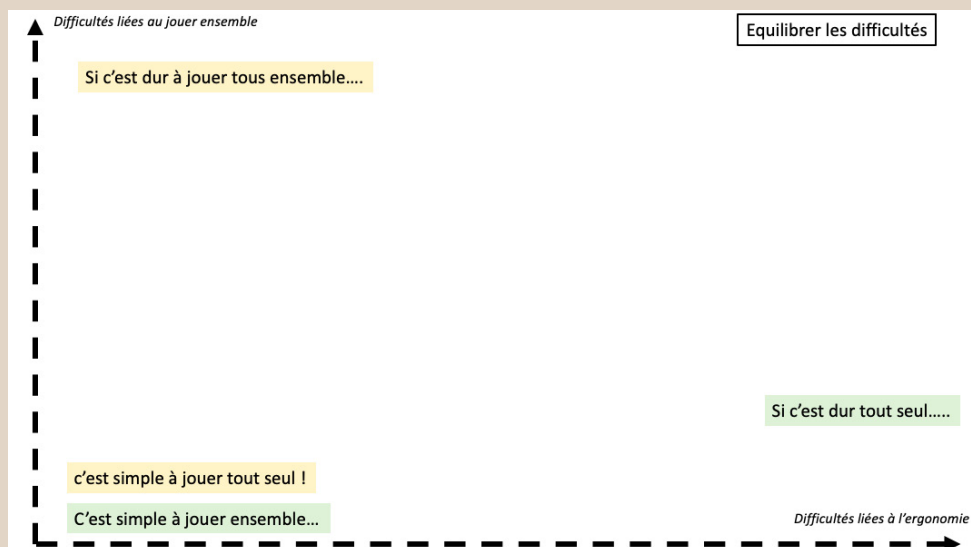 Difficultés liées au jouer ensemble
Equilibrer les difficultés
Si c’est dur à jouer tous ensemble....
Si c’est dur tout seul.....
c’est simple à jouer tout seul !
C’est simple à jouer ensemble…
Difficultés liées à l’ergonomie